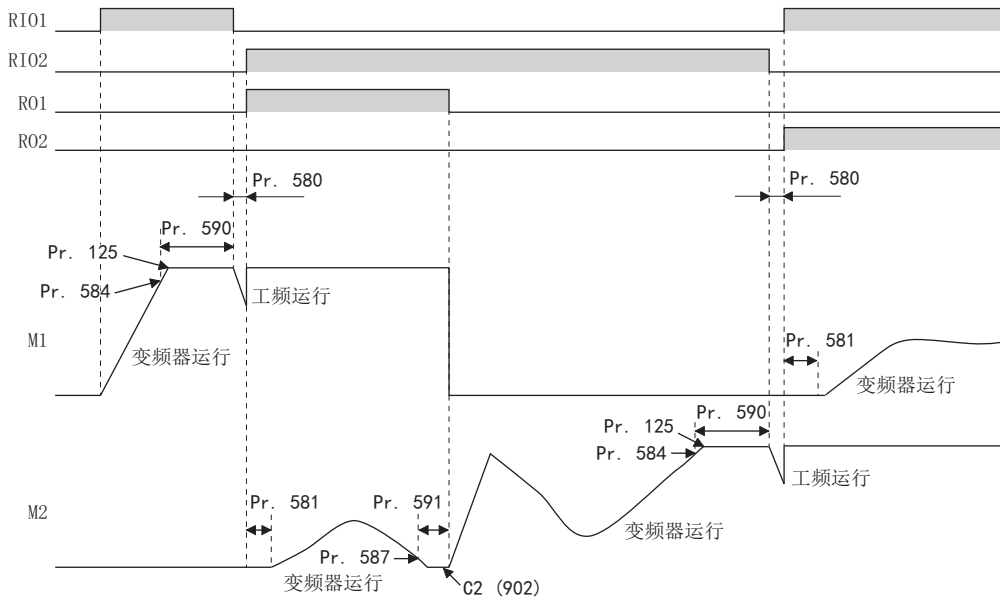 RIO1
RIO2
RO1
RO2
Pr. 580
Pr. 580
Pr. 590
Pr. 125
Pr. 584
工频运行
M1
变频器运行
Pr. 581
变频器运行
Pr. 590
Pr. 125
Pr. 584
工频运行
M2
Pr. 581
Pr. 591
变频器运行
Pr. 587
变频器运行
C2 (902)